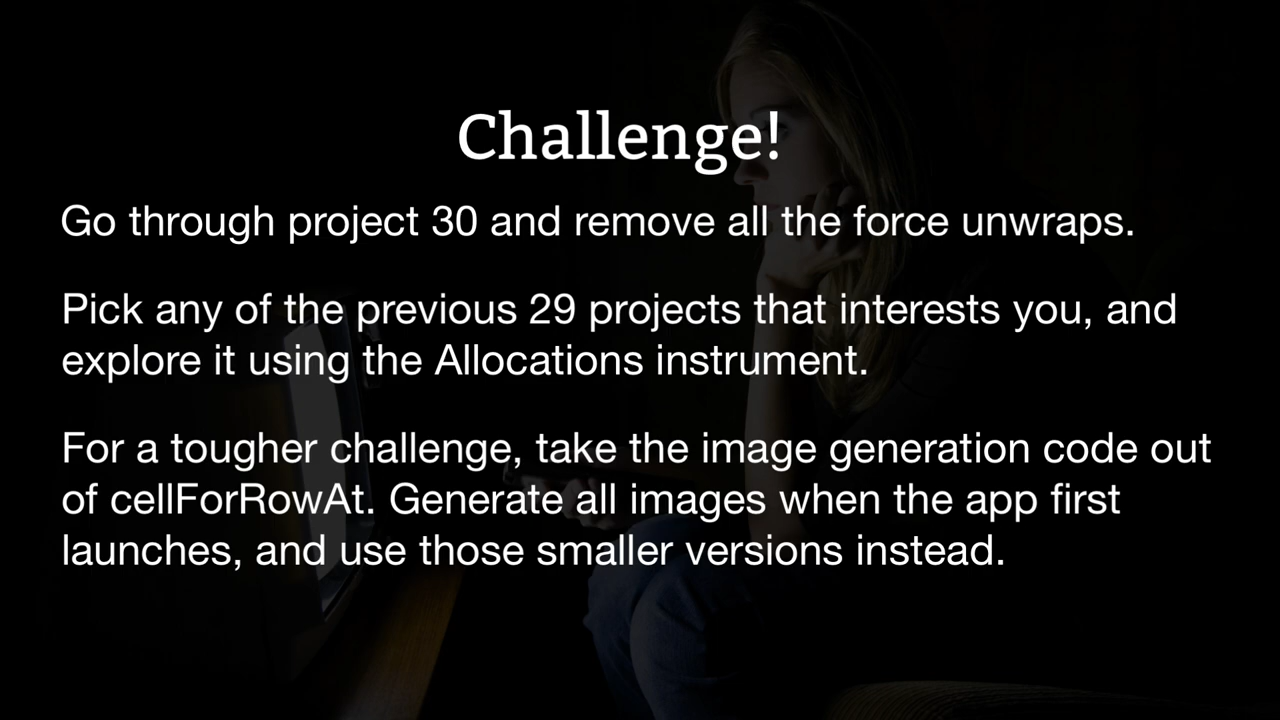 Challenge!
Go through project 30 and remove all the force unwraps.
Pick any of the previous 29 projects that interests you, and
explore it using the Allocations instrument.
For a tougher challenge, take the image generation code out
of cellForRowAt. Generate all images when the app first
launches, and use those smaller versions instead.